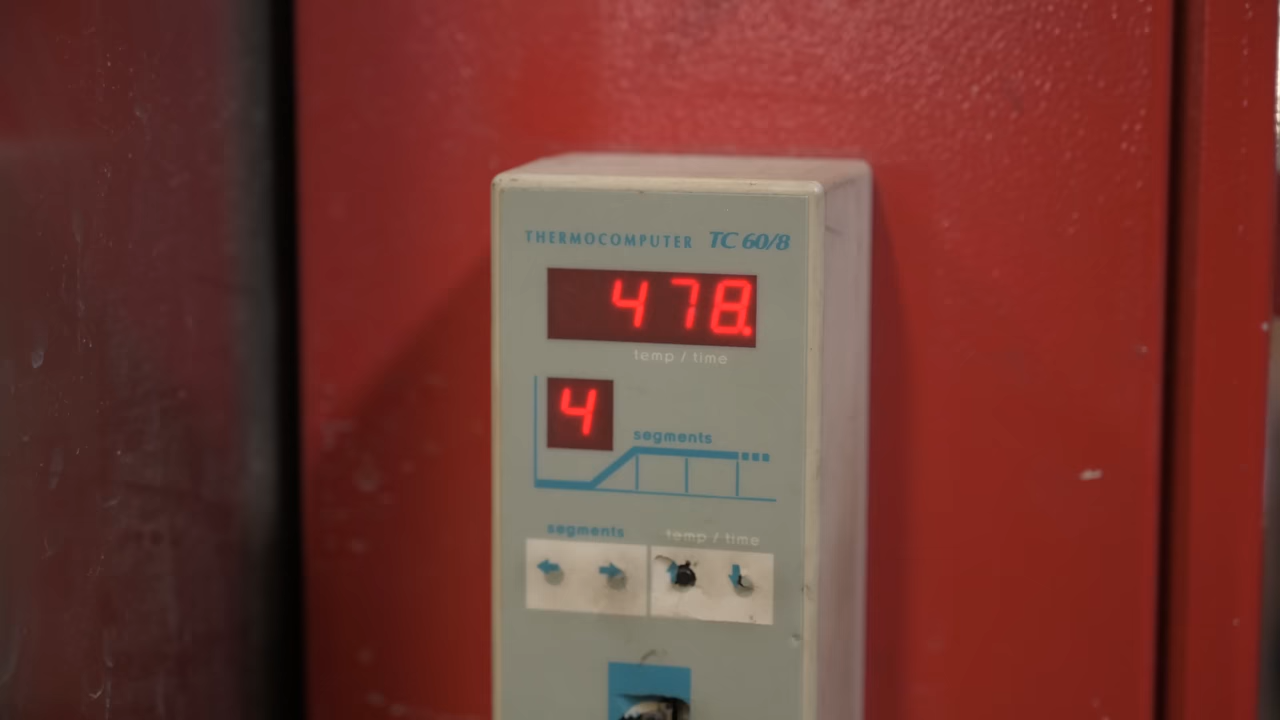 THERMOCOMPUTER TC 60/8
478.
temp / time
4
segments
segments temp / time